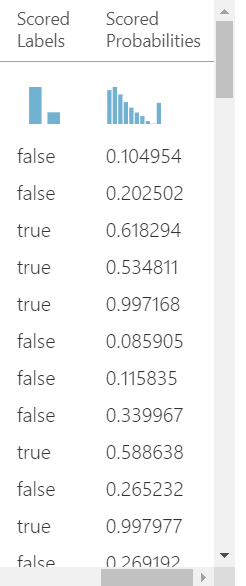 Scored Labels Scored Probabilities
false 0.104954
false 0.202502
true 0.618294
true 0.534811
true 0.997168
false 0.085905
false 0.115835
false 0.339967
true 0.588638
false 0.265232
true 0.997977
false 0.269192